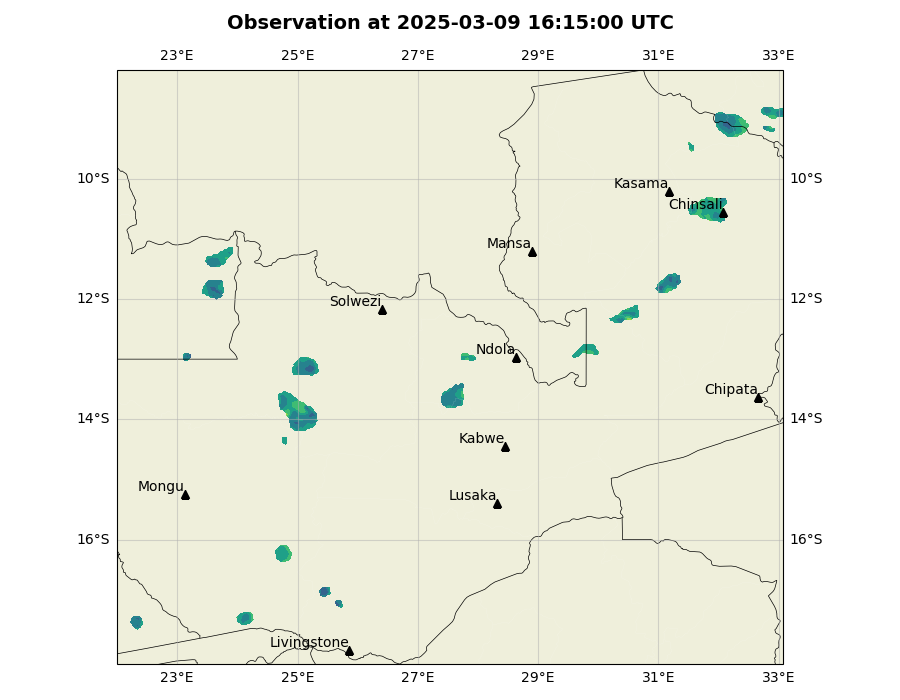 Observation at 2025-03-09 16:15:00 UTC
23°E 25°E 27°E 29°E 31°E 33°E
10°S 10°S
Kasama
Chinsali
Mansa
12°S 12°S
Solwezi
Ndola
Chipata
14°S 14°S
Kabwe
Mongu
Lusaka
16°S 16°S
Livingstone
23°E 25°E 27°E 29°E 31°E 33°E